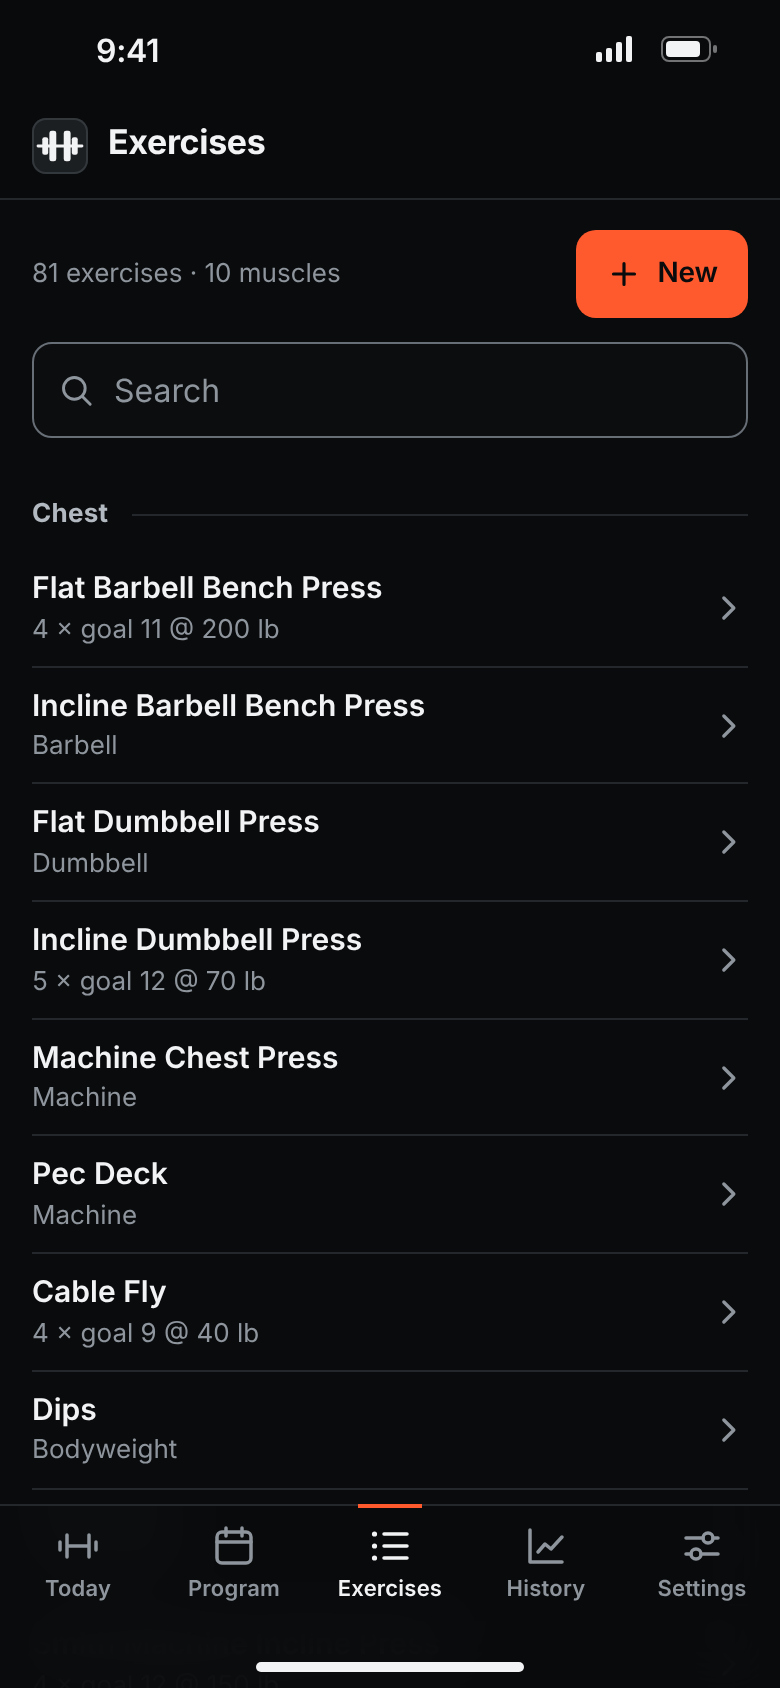 9:41
Exercises
81 exercises · 10 muscles
New
Search
Chest
Flat Barbell Bench Press
4 × goal 11 @ 200 lb
Incline Barbell Bench Press
Barbell
Flat Dumbbell Press
Dumbbell
Incline Dumbbell Press
5 × goal 12 @ 70 lb
Machine Chest Press
Machine
Pec Deck
Machine
Cable Fly
4 × goal 9 @ 40 lb
Dips
Bodyweight
Today
Program
Exercises
History
Settings